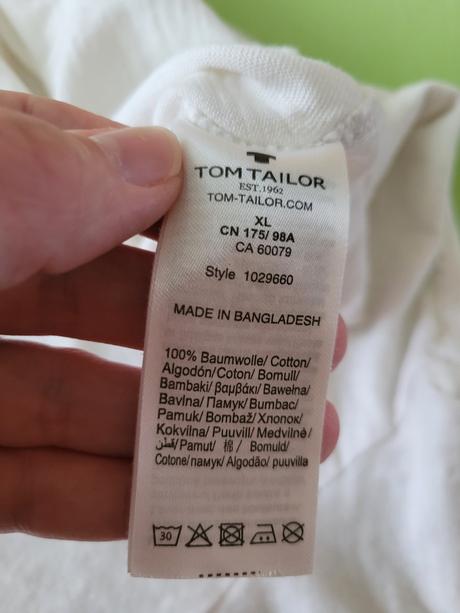 TOM TAILOR
EST.1962
TOM-TAILOR.COM
XL
CN 175/ 98A
CA 60079
Style 1029660
MADE IN BANGLADESH
100% Baumwolle/ Cotton/
Algodón/ Coton/ Bomull/
Bambaki/ βαμβάκι/ Bawełna/
Bavlna/ Памук/ Bumbac/
Pamuk/ Bombaž/ Хлопок/
Kokvilna/ Puuvill/ Medvilnė/
قطن/ Pamut/ 棉/ Bomuld/
Cotone/памук/ Algodão/ puuvilla
30